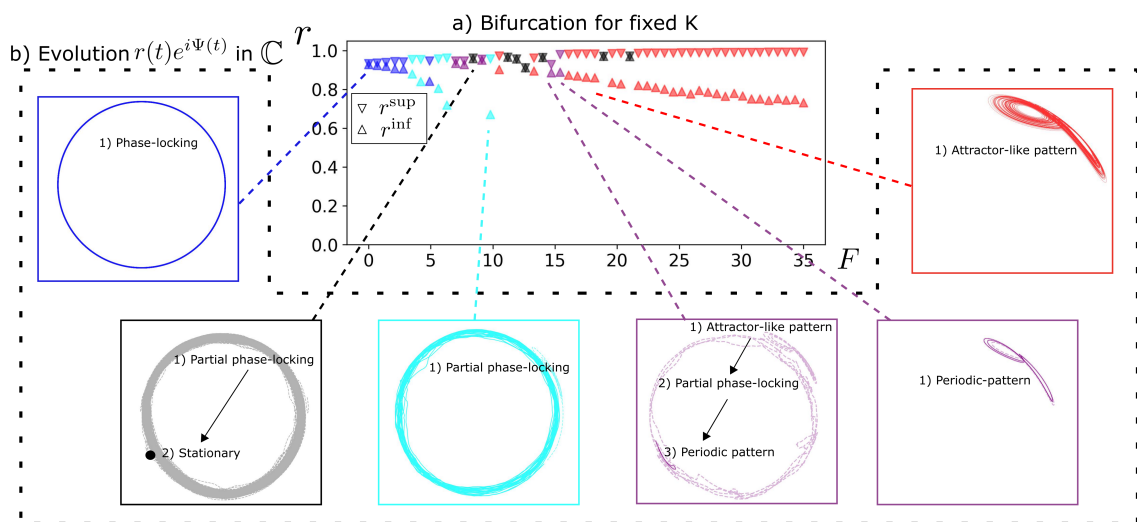 a) Bifurcation for fixed K
b) Evolution r(t)e^{iΨ(t)} in ℂ
r
1.0
0.8
0.6
0.4
0.2
0.0
▽ r^{sup}
△ r^{inf}
0 5 10 15 20 25 30 35 F
1) Phase-locking
1) Attractor-like pattern
1) Partial phase-locking
2) Stationary
1) Partial phase-locking
1) Attractor-like pattern
2) Partial phase-locking
3) Periodic pattern
1) Periodic-pattern